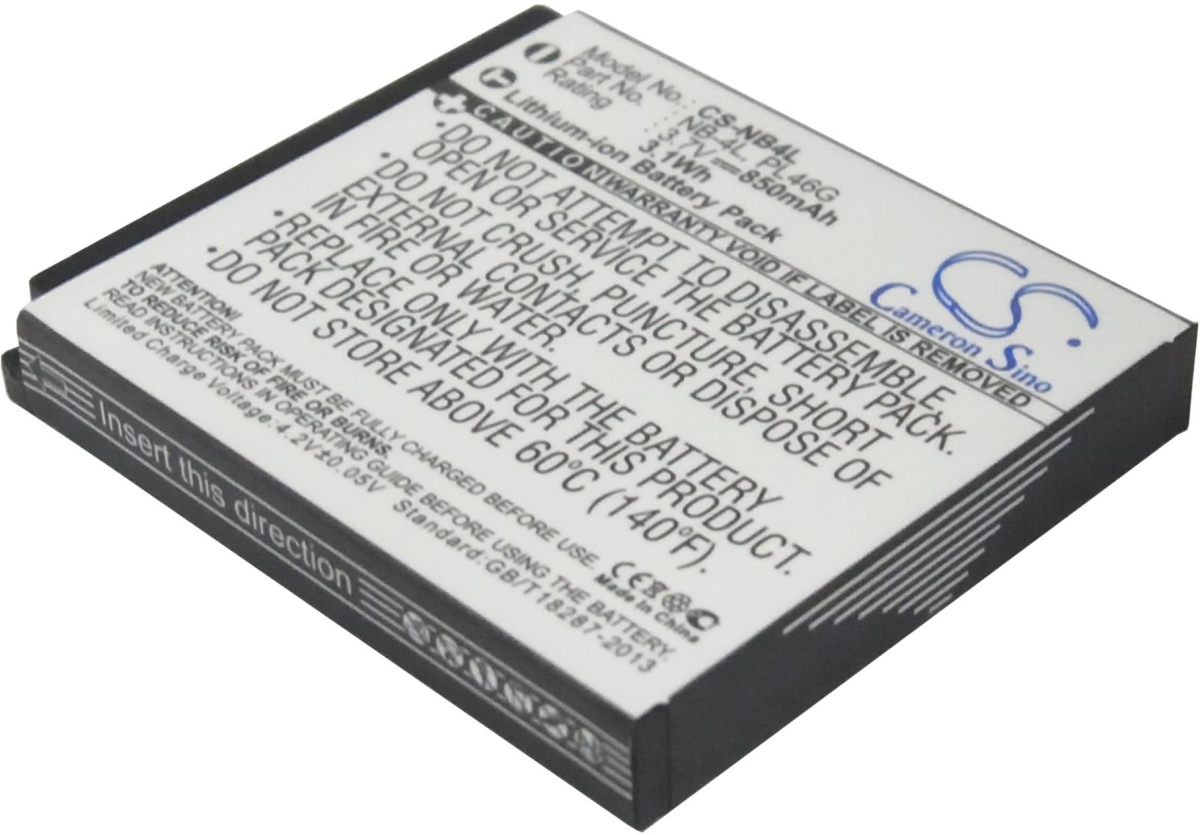 Model No. : CS-NB4L
Part No. : NB-4L, PL46G
Rating : 3.7V 850mAh
3.1Wh
Lithium-ion Battery Pack
CAUTION WARRANTY VOID IF LABEL IS REMOVED
•DO NOT ATTEMPT TO DISASSEMBLE,
OPEN OR SERVICE THE BATTERY PACK.
•DO NOT CRUSH, PUNCTURE, SHORT
EXTERNAL CONTACTS OR DISPOSE OF
IN FIRE OR WATER.
•REPLACE ONLY WITH THE BATTERY
PACK DESIGNATED FOR THIS PRODUCT.
•DO NOT STORE ABOVE 60°C (140°F).
ATTENTION!
NEW BATTERY PACK MUST BE FULLY CHARGED BEFORE USE.
TO REDUCE RISK OF FIRE OR BURNS.
READ INSTRUCTIONS IN OPERATING GUIDE BEFORE USING THE BATTERY.
Limited Charge Voltage:4.2V±0.05V Standard:GB/T18287-2013
CE
Made In China
CS
Cameron Sino
Insert this direction